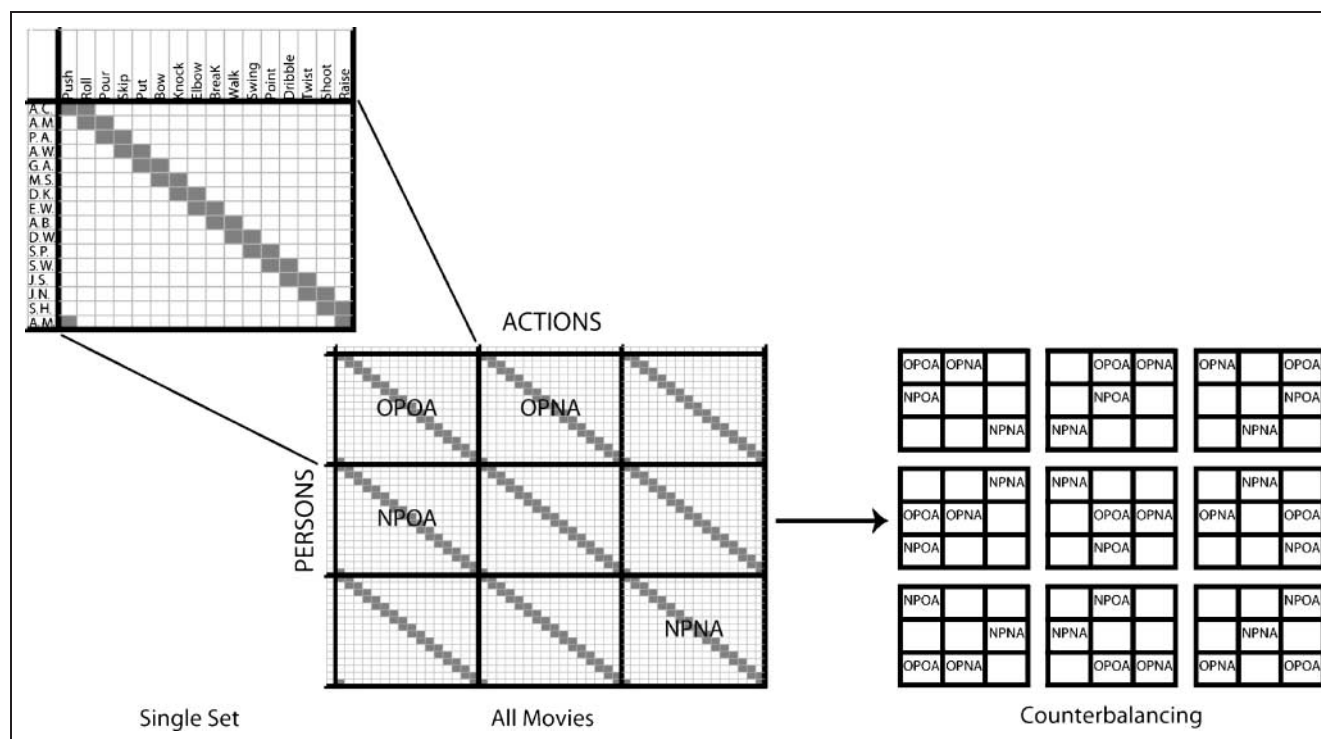 Push Roll Pour Skip Put Bow Knock Elbow BreaK Walk Swing Point Dribble Twist Shoot Raise
A.C.
A.M.
P.A.
A.W.
G.A.
M.S.
D.K.
E.W.
A.B.
D.W.
S.P.
S.W.
J.S.
J.N.
S.H.
A.M
ACTIONS
PERSONS
OPOA OPNA
NPOA
NPNA
OPOA OPNA
NPOA
NPNA
OPOA OPNA
NPOA
NPNA
OPNA OPOA
NPOA
NPNA
NPNA
OPOA OPNA
NPOA
NPNA
OPOA OPNA
NPOA
NPNA
OPNA OPOA
NPOA
NPOA
NPNA
OPOA OPNA
NPOA
NPNA
OPOA OPNA
NPOA
NPNA
OPNA OPOA
Single Set
All Movies
Counterbalancing